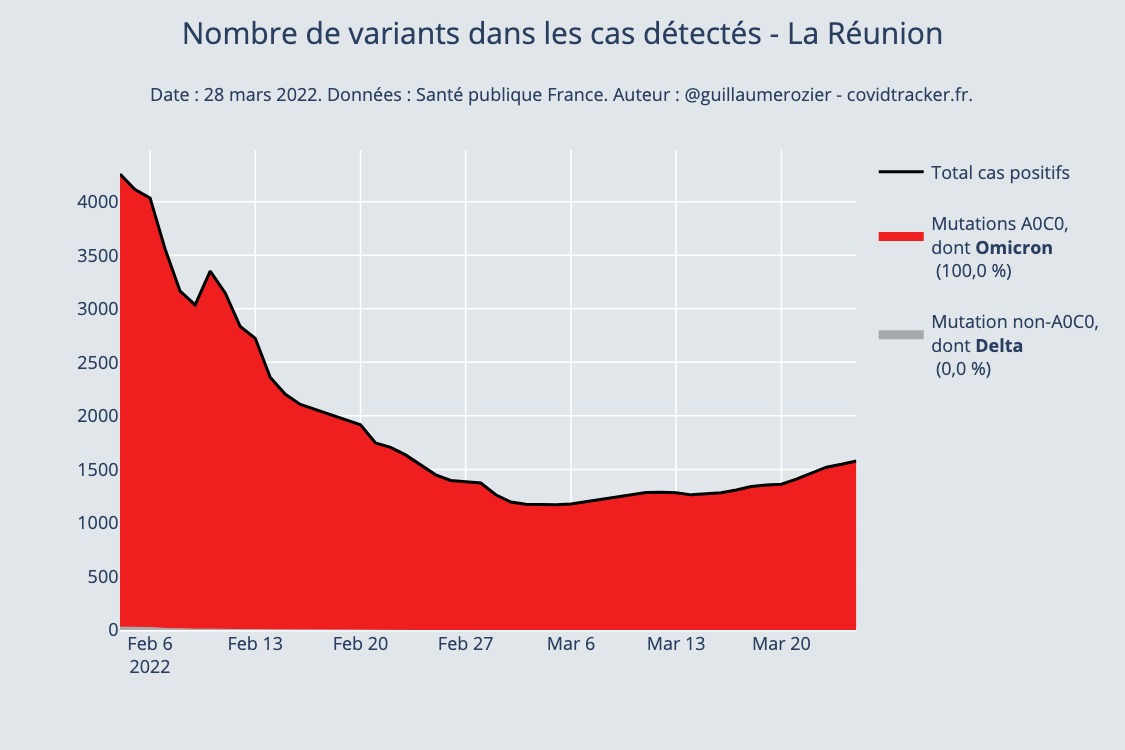 Nombre de variants dans les cas détectés - La Réunion
Date : 28 mars 2022. Données : Santé publique France. Auteur : @guillaumerozier - covidtracker.fr.
Total cas positifs
Mutations A0C0,
dont Omicron
(100,0 %)
Mutation non-A0C0,
dont Delta
(0,0 %)
4000
3500
3000
2500
2000
1500
1000
500
0
Feb 6
2022
Feb 13
Feb 20
Feb 27
Mar 6
Mar 13
Mar 20